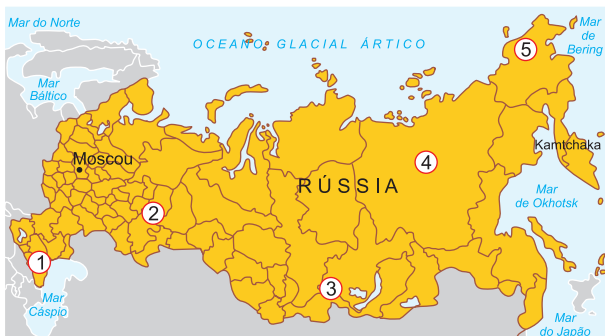 Mar do Norte
Mar
de
Bering
OCEANO GLACIAL ÁRTICO
5
Mar
Báltico
Kamtchaka
Moscou
4
RÚSSIA
Mar
de Okhotsk
2
1
3
Mar
Cáspio
Mar
do Japão